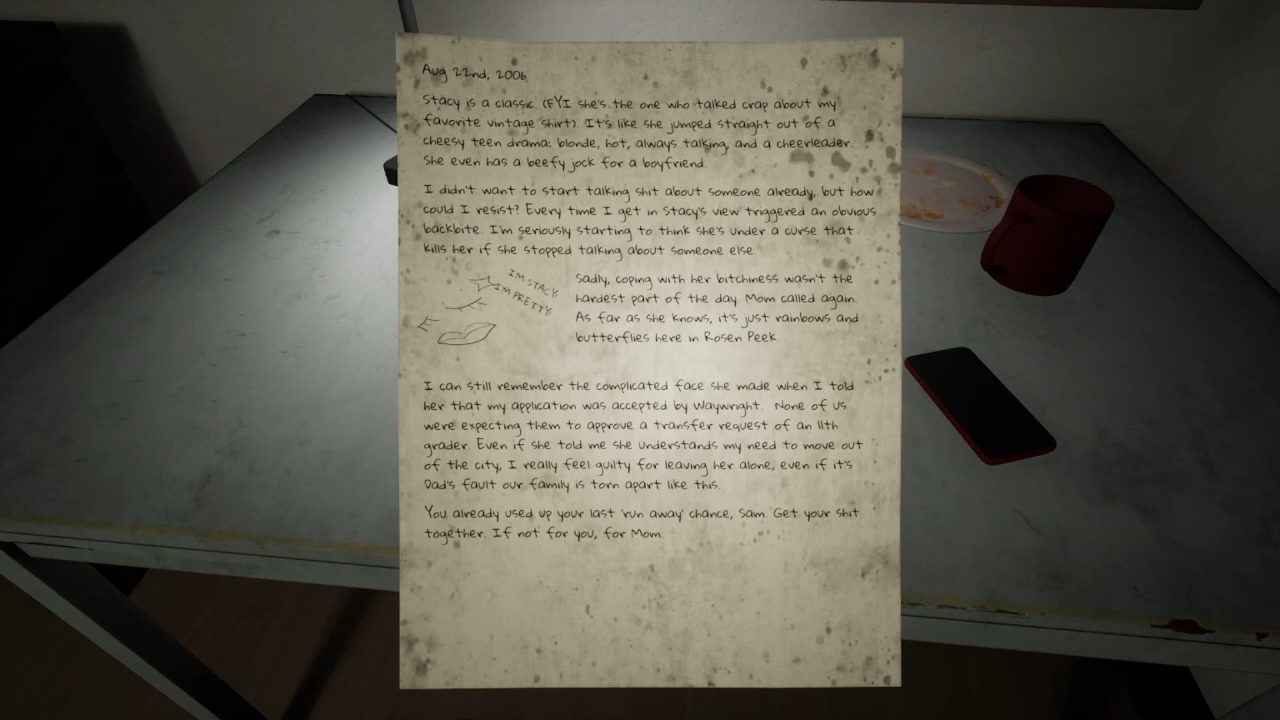 Aug 22nd, 2006
Stacy is a classic. (FYI she's the one who talked crap about my
favorite vintage shirt). It's like she jumped straight out of a
cheesy teen drama: blonde, hot, always talking, and a cheerleader.
She even has a beefy jock for a boyfriend.
I didn't want to start talking shit about someone already, but how
could I resist? Every time I get in Stacy's view triggered an obvious
backbite. I'm seriously starting to think she's under a curse that
kills her if she stopped talking about someone else.
I'M STACY,
I'M PRETTY,
Sadly, coping with her bitchiness wasn't the
hardest part of the day. Mom called again.
As far as she knows, it's just rainbows and
butterflies here in Rosen Peek.
I can still remember the complicated face she made when I told
her that my application was accepted by Waywright. None of us
were expecting them to approve a transfer request of an 11th
grader. Even if she told me she understands my need to move out
of the city, I really feel guilty for leaving her alone, even if it's
Dad's fault our family is torn apart like this.
You already used up your last 'run away' chance, Sam. Get your shit
together. If not for you, for Mom.